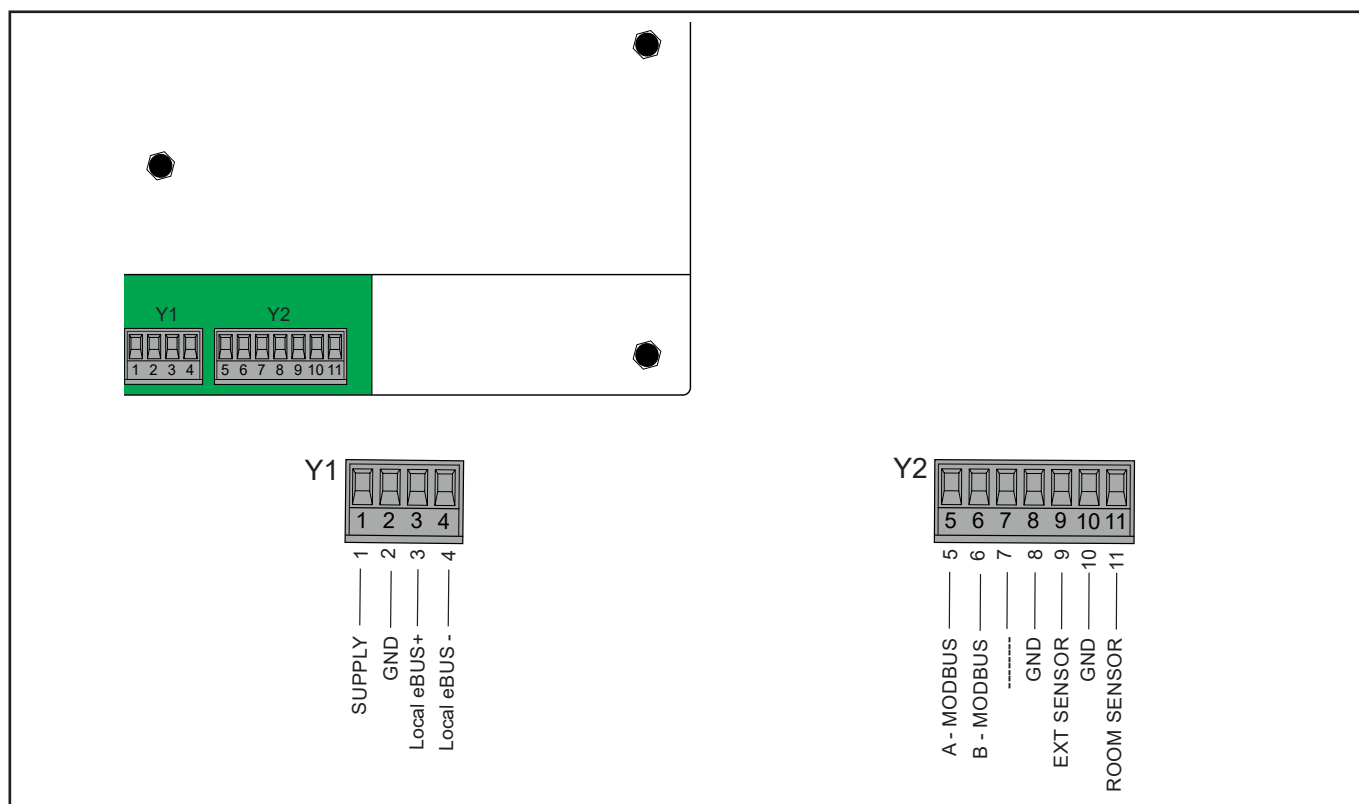 Y1 Y2
1 2 3 4 5 6 7 8 9 10 11
Y1
1 2 3 4
1 2 3 4
SUPPLY
GND
Local eBUS+
Local eBUS -
Y2
5 6 7 8 9 10 11
5 6 7 8 9 10 11
A - MODBUS
B - MODBUS
---------
GND
EXT SENSOR
GND
ROOM SENSOR